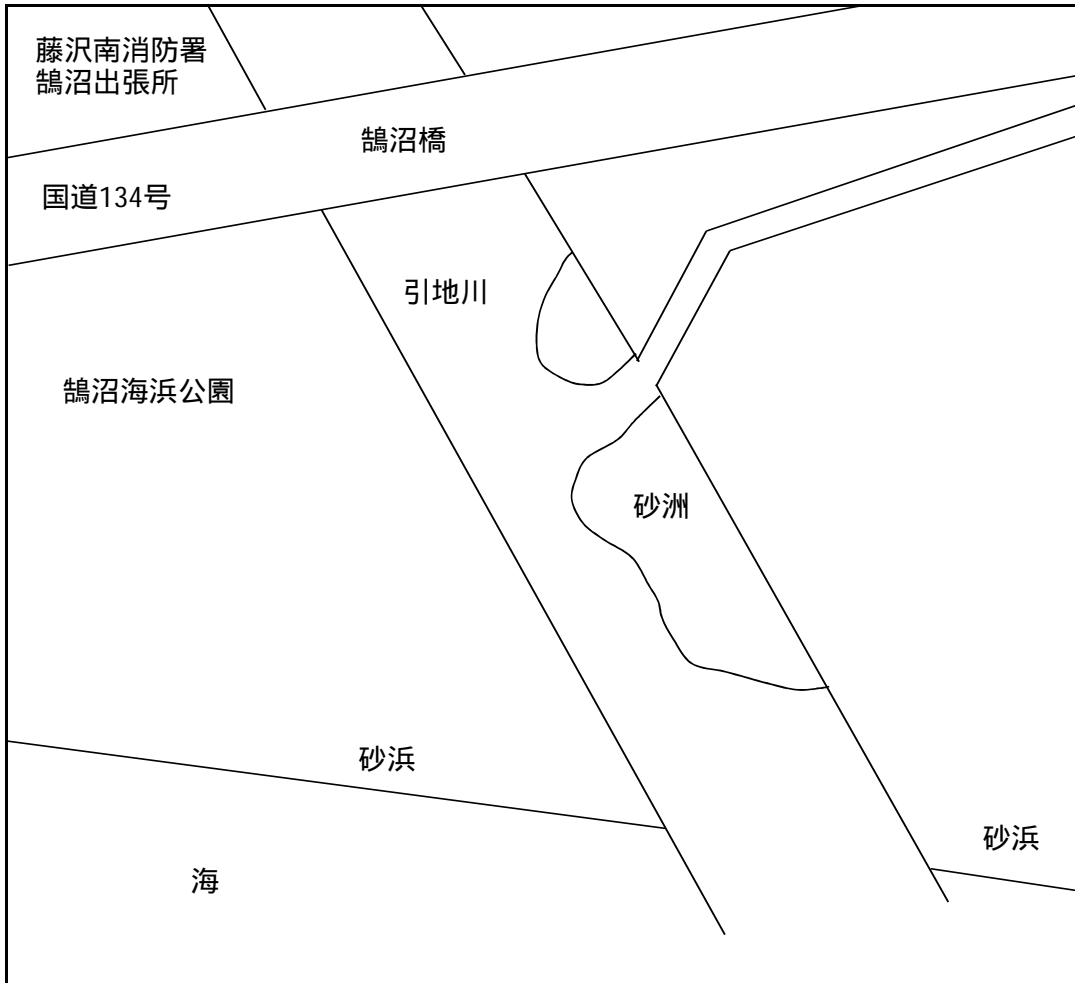 藤沢南消防署
鵠沼出張所
鵠沼橋
国道134号
引地川
鵠沼海浜公園
砂洲
砂浜
砂浜
海